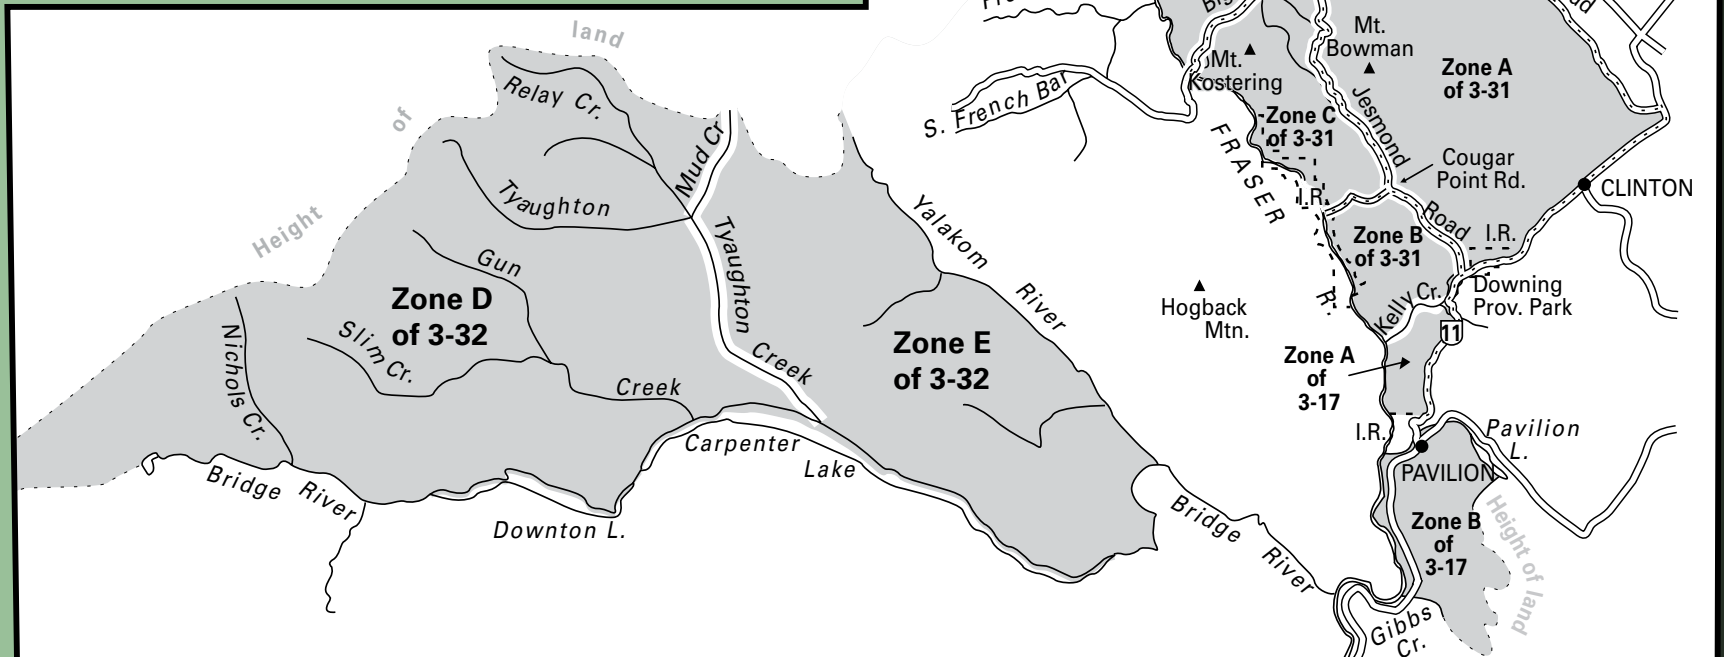 land
of
Height
Relay Cr.
Mud Cr
Tyaughton
Tyaughton
Creek
Gun
Creek
Zone D
of 3-32
Slim Cr.
Nichols Cr.
Bridge River
Downton L.
Carpenter
Lake
Zone E
of 3-32
Yalakom
River
Bridge
River
S. French Bar
FRASER
R.
Mt.
Kostering
Mt.
Bowman
Zone A
of 3-31
Zone C
of 3-31
Jesmond
Road
Cougar
Point Rd.
CLINTON
I.R.
I.R.
Zone B
of 3-31
Downing
Prov. Park
Kelly Cr.
11
Hogback
Mtn.
Zone A
of
3-17
I.R.
Pavilion
L.
PAVILION
Zone B
of
3-17
Height of land
Gibbs
Cr.